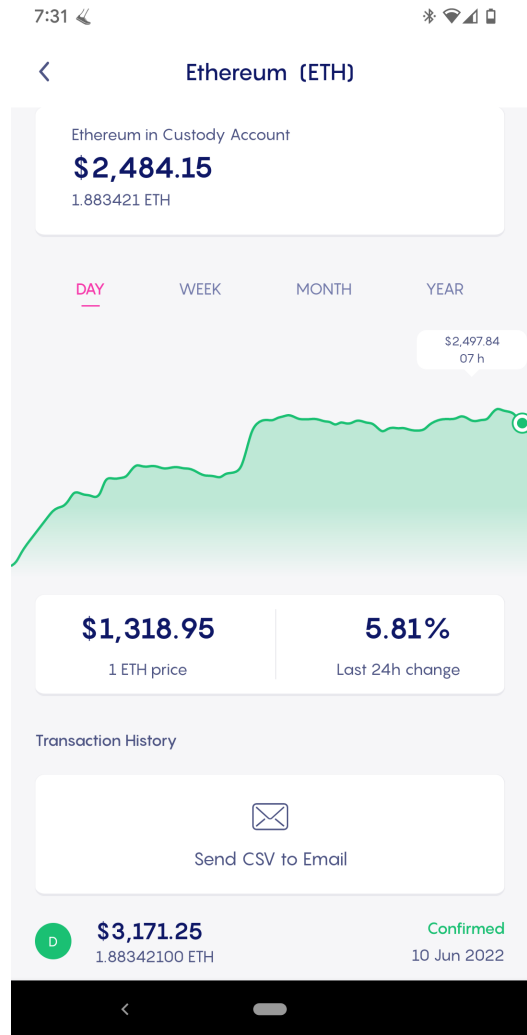 7:31
Ethereum (ETH)
Ethereum in Custody Account
$2,484.15
1.883421 ETH
DAY WEEK MONTH YEAR
$2,497.84
07 h
$1,318.95 5.81%
1 ETH price Last 24h change
Transaction History
Send CSV to Email
D $3,171.25 Confirmed
1.88342100 ETH 10 Jun 2022